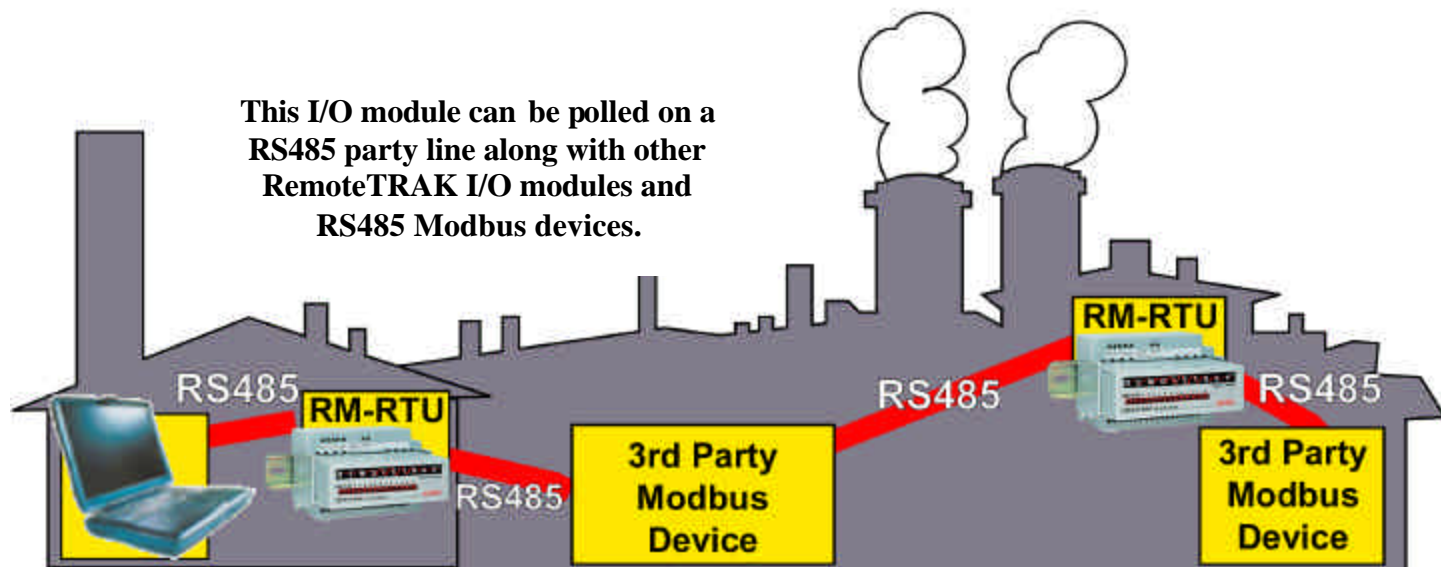 This I/O module can be polled on a
RS485 party line along with other
RemoteTRAK I/O modules and
RS485 Modbus devices.
RS485
RM-RTU
RS485
3rd Party
Modbus
Device
RS485
RM-RTU
RS485
3rd Party
Modbus
Device